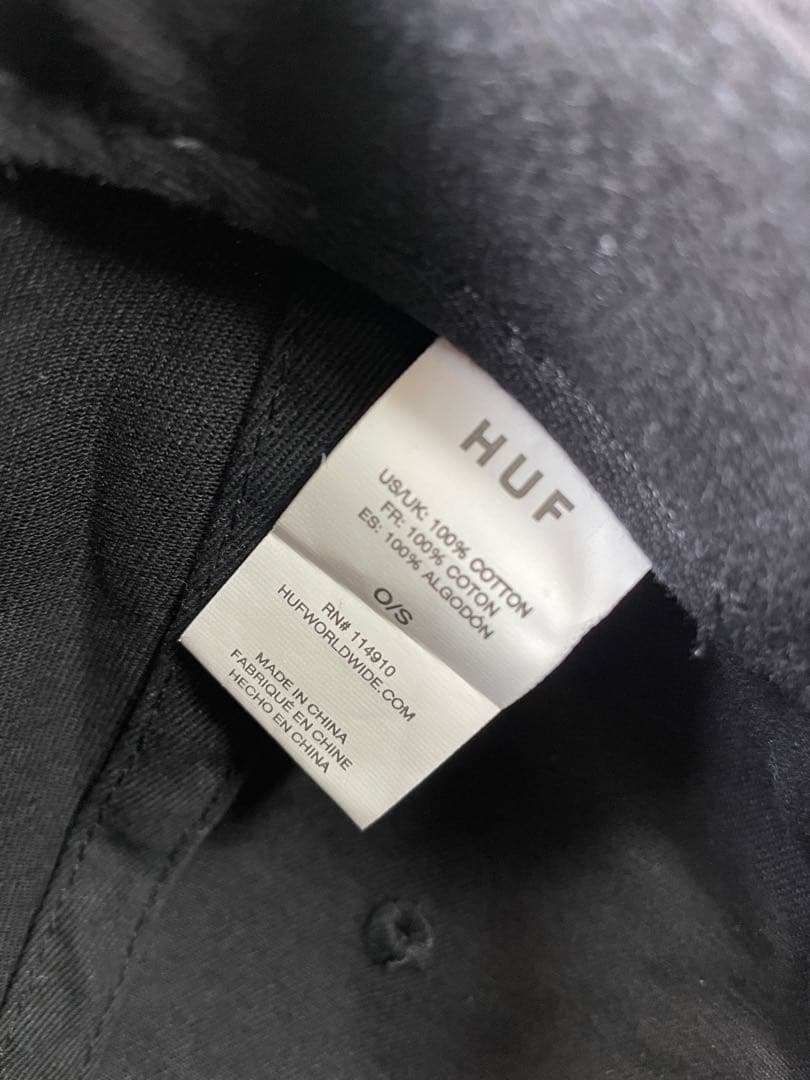 HUF
US/UK: 100% COTTON
FR: 100% COTON
ES: 100% ALGODÓN
O/S
RN# 114910
HUFWORLDWIDE.COM
MADE IN CHINA
FABRIQUÉ EN CHINE
HECHO EN CHINA